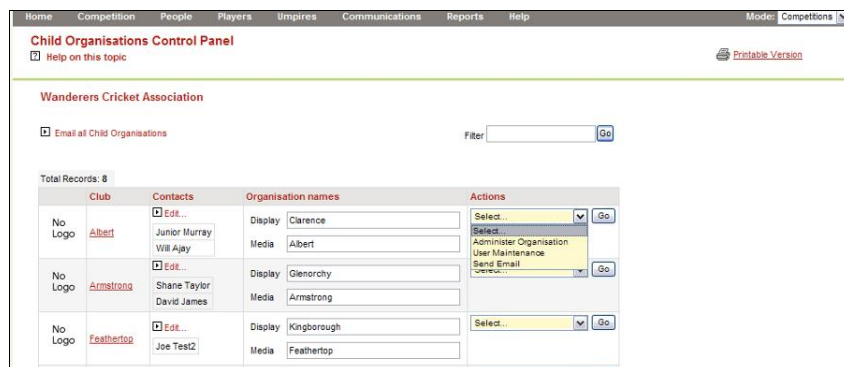 Home Competition People Players Umpires Communications Reports Help Mode: Competitions
Child Organisations Control Panel
? Help on this topic
Printable Version
Wanderers Cricket Association
Email all Child Organisations
Filter Go
Total Records: 8
Club Contacts Organisation names Actions
No Logo
Albert
Edit...
Junior Murray
Will Ajay
Display Clarence
Media Albert
Select... Go
Select...
Administer Organisation
User Maintenance
Send Email
No Logo
Armstrong
Edit...
Shane Taylor
David James
Display Glenorchy
Media Armstrong
Select... Go
No Logo
Feathertop
Edit...
Joe Test2
Display Kingborough
Media Feathertop
Select... Go